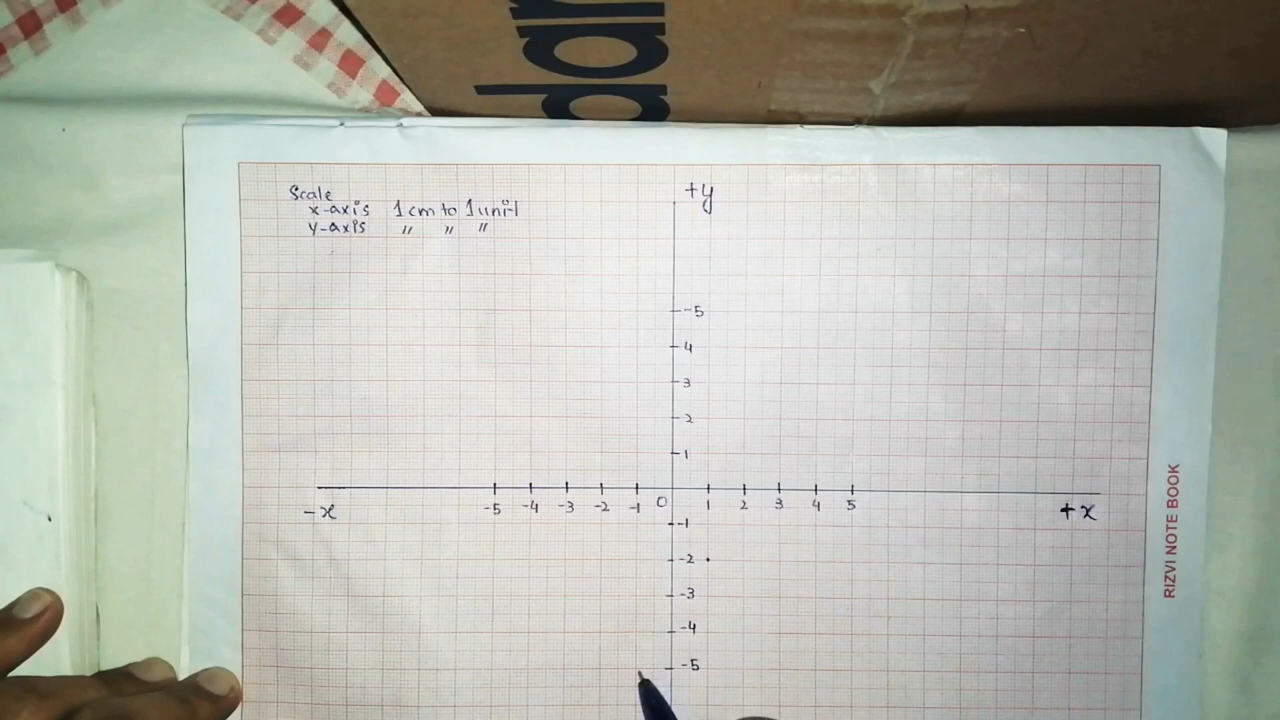 dar
Scale
x-axis 1 cm to 1 unit
y-axis " " "
+y
-5
4
3
2
1
-x -5 -4 -3 -2 -1 0 1 2 3 4 5 +x
-1
-2
-3
-4
-5
RIZVI NOTE BOOK